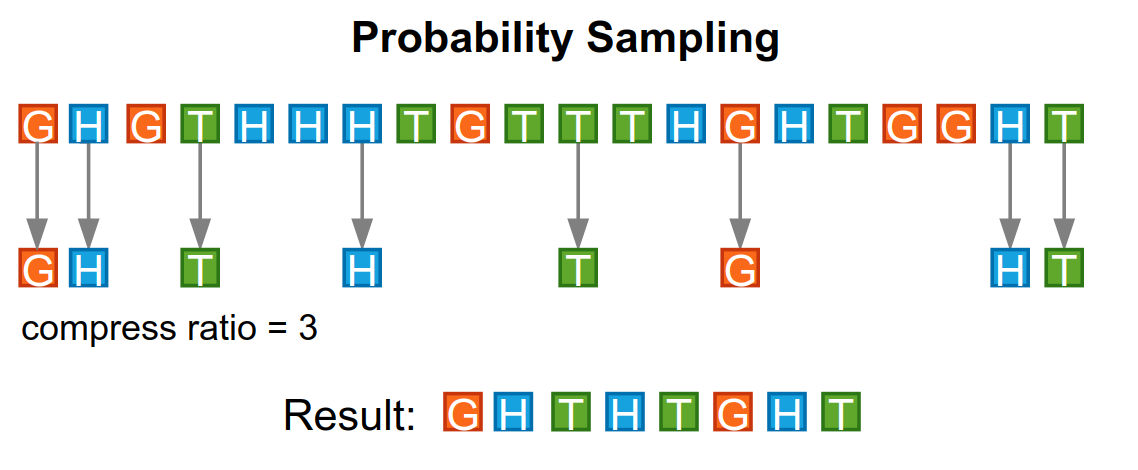 Probability Sampling
G H G T H H H T G T T T H G H T G G H T
G H T H T G H T
compress ratio = 3
Result: G H T H T G H T